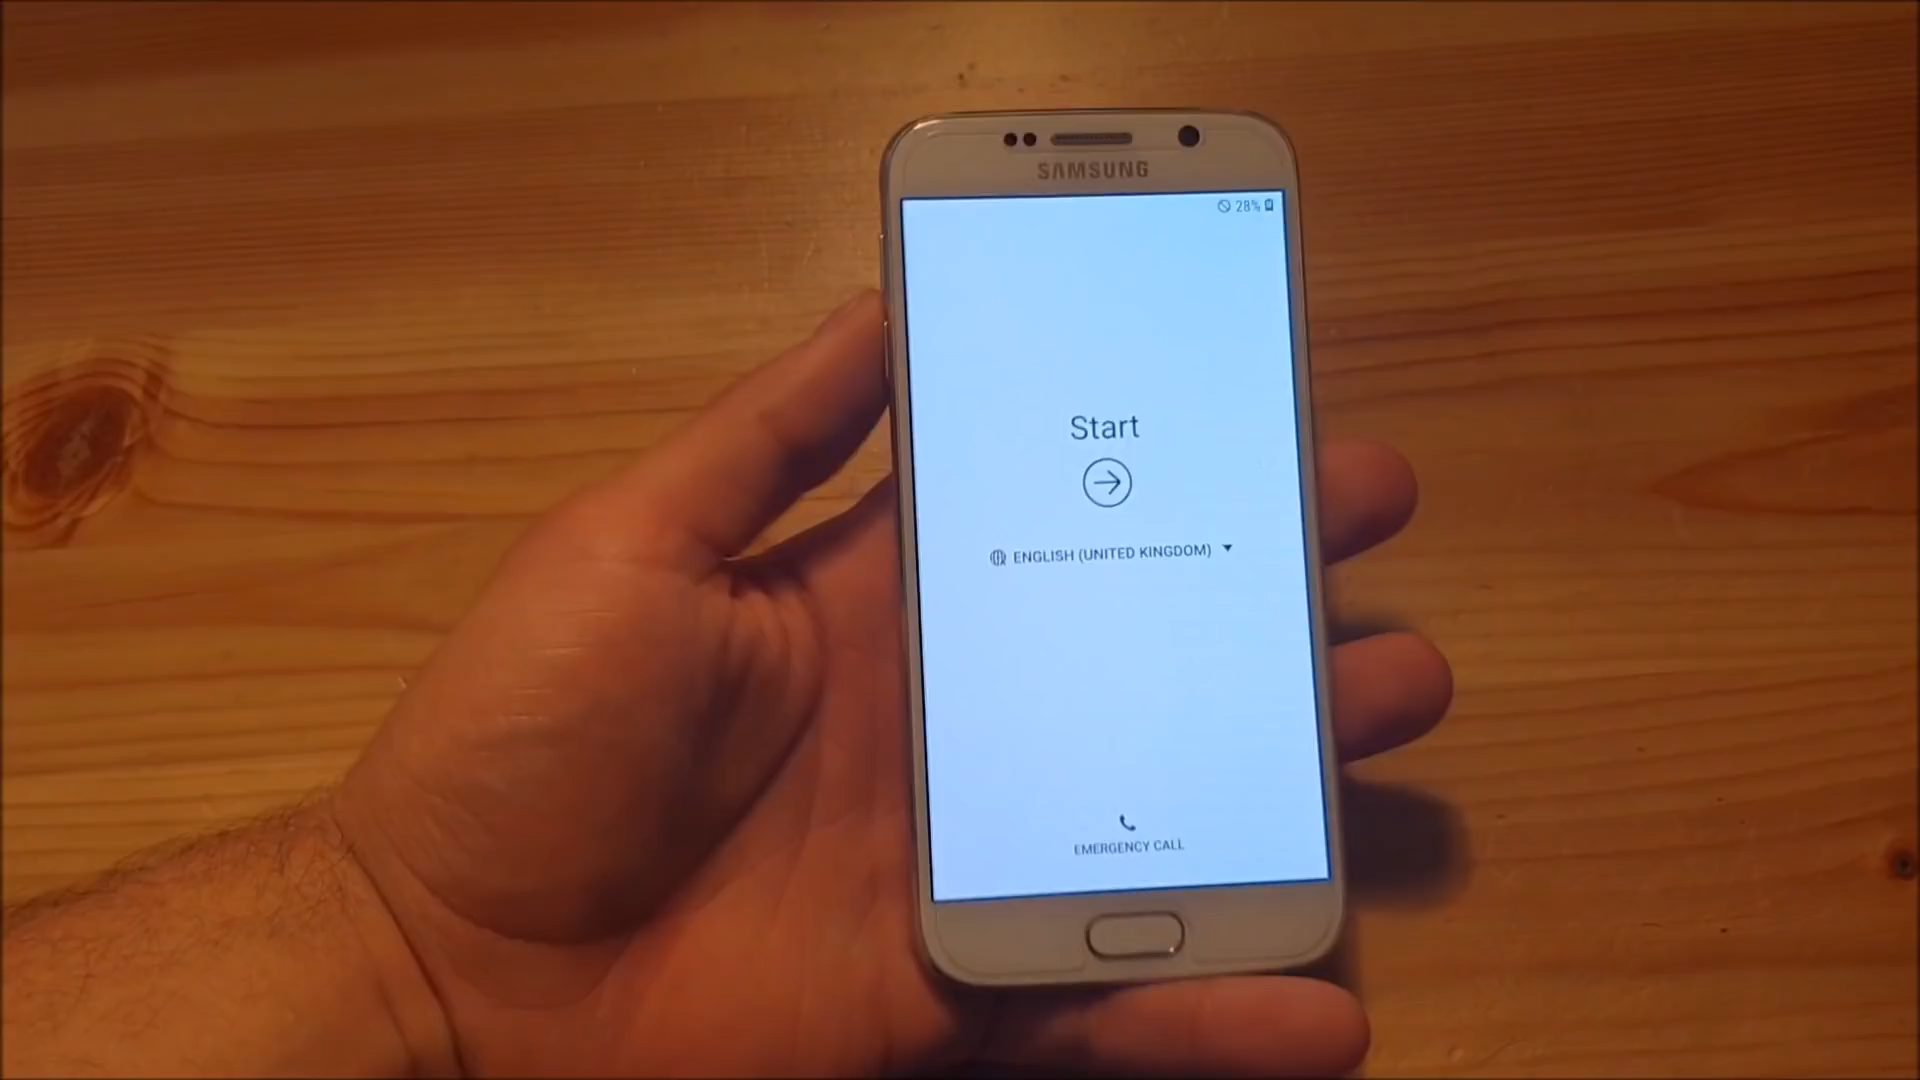 SAMSUNG
28%
Start
ENGLISH (UNITED KINGDOM)
EMERGENCY CALL